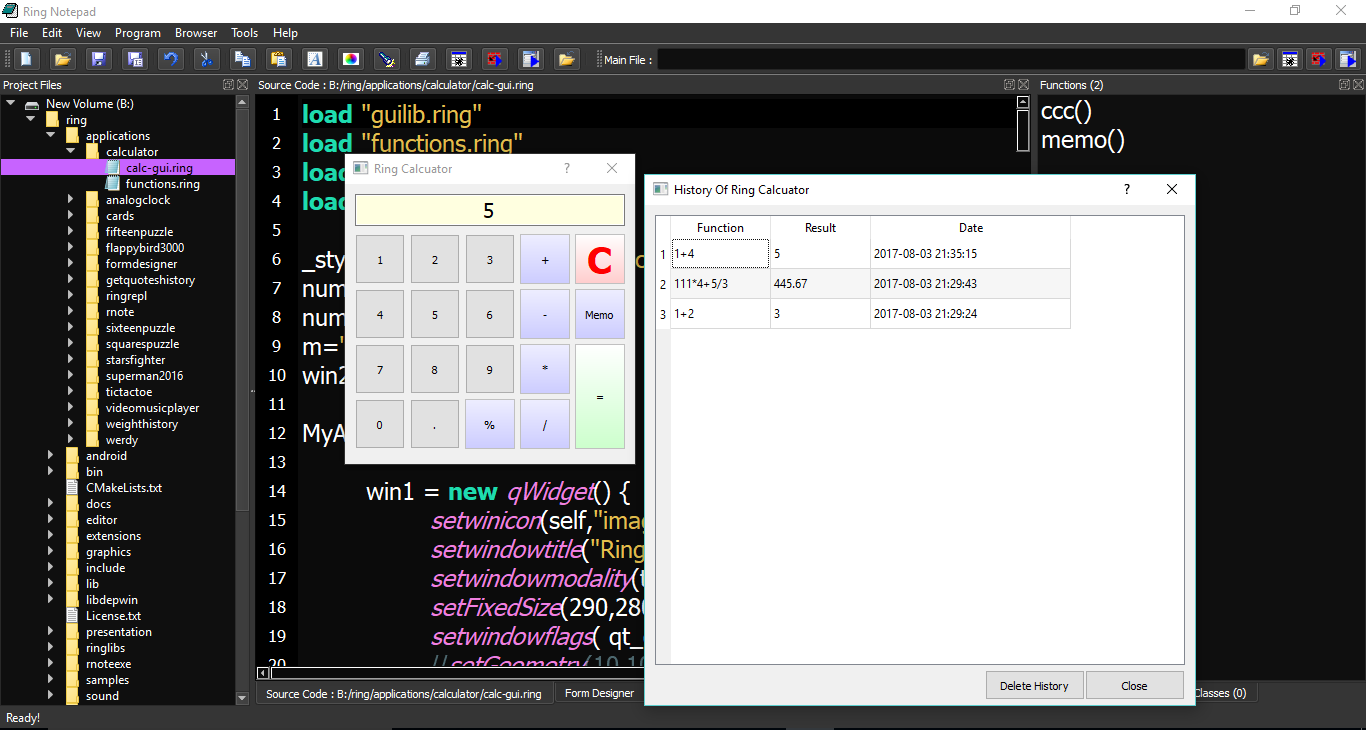 Ring Notepad
File Edit View Program Browser Tools Help
Main File :
Project Files
New Volume (B:)
ring
applications
calculator
calc-gui.ring
functions.ring
analogclock
cards
fifteenpuzzle
flappybird3000
formdesigner
getquoteshistory
ringrepl
rnote
sixteenpuzzle
squarespuzzle
starsfighter
superman2016
tictactoe
videomusicplayer
weighthistory
werdy
android
bin
CMakeLists.txt
docs
editor
extensions
graphics
include
lib
libdepwin
License.txt
presentation
ringlibs
rnoteexe
samples
sound
Source Code : B:/ring/applications/calculator/calc-gui.ring
1 load "guilib.ring"
2 load "functions.ring"
3 load
4 load
5
6 _sty
7 num
8 num
9 m="
10 win2
11
12 MyA
13
14 win1 = new qWidget() {
15 setwinicon(self,"imag
16 setwindowtitle("Ring
17 setwindowmodality(t
18 setFixedSize(290,280
19 setwindowflags( qt_
20 //setGeometry(10,10
Source Code : B:/ring/applications/calculator/calc-gui.ring Form Designer
Functions (2)
ccc()
memo()
Classes (0)
Ring Calcuator ?
5
1 2 3 + C
4 5 6 - Memo
7 8 9 * =
0 . % /
History Of Ring Calcuator ?
Function Result Date
1 1+4 5 2017-08-03 21:35:15
2 111*4+5/3 445.67 2017-08-03 21:29:43
3 1+2 3 2017-08-03 21:29:24
Delete History Close
Ready!